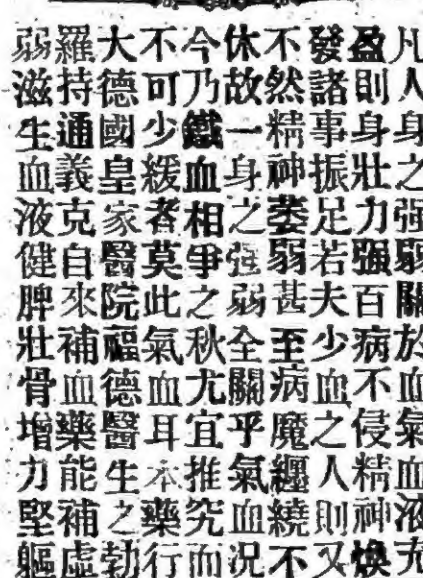 凡人身之强弱關於血氣血液充
盈則身壯力强百病不侵精神煥
發諸事振足若夫少血之人則又
不然精神萎弱甚至病魔纏繞不
休故一身之强弱全關乎氣血况
今乃鐵血相爭之秋尤宜推究而
不可少緩者莫此氣血耳本藥行
大德國皇家醫院福德醫生之勃
羅持通義克自來補血藥能補虛
弱滋生血液健脾壯骨增力堅軀